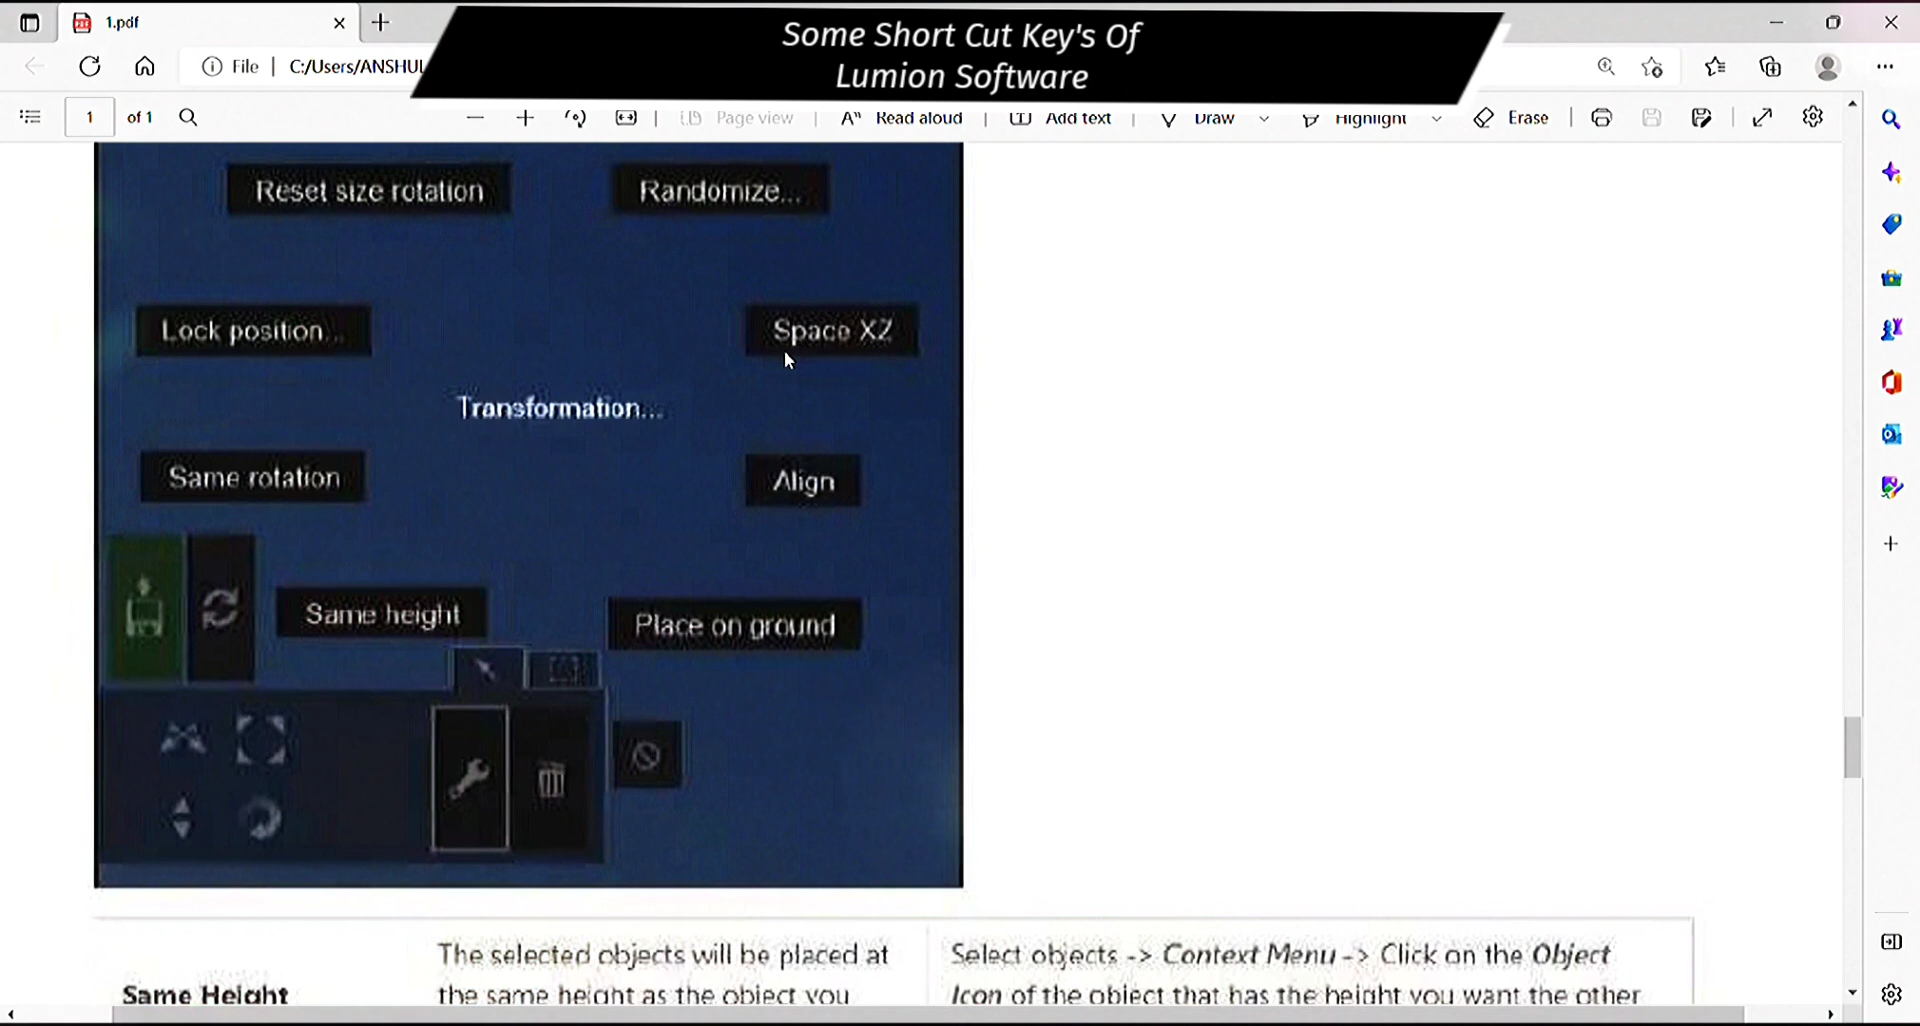 1.pdf
Some Short Cut Key's Of
Lumion Software
File
C:/Users/ANSHUL
1
of 1
Page view
Read aloud
Add text
Draw
Highlight
Erase
Reset size rotation
Randomize...
Lock position...
Space XZ
Transformation...
Same rotation
Align
Same height
Place on ground
The selected objects will be placed at
Select objects -> Context Menu -> Click on the Object
Same Height
the same height as the object you
Icon of the object that has the height you want the other